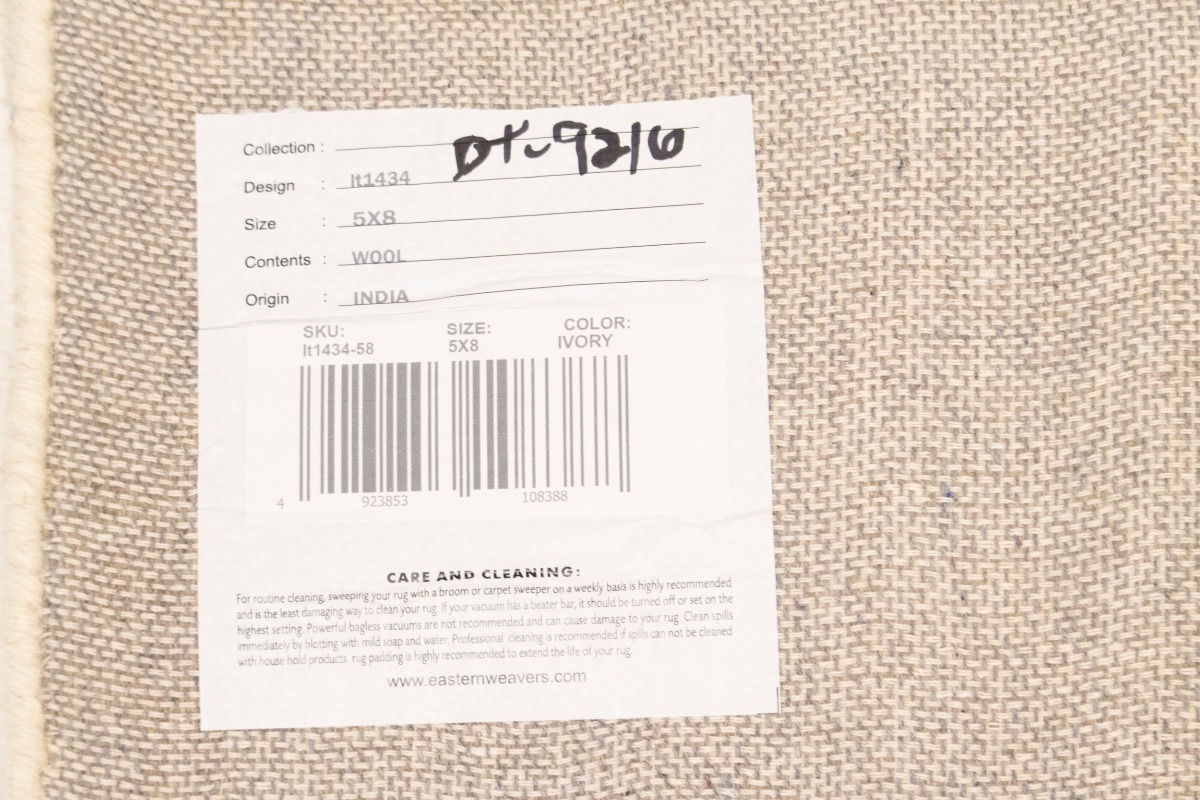 Collection :
Dt-9216
Design : lt1434
Size : 5X8
Contents : WOOL
Origin : INDIA
SKU: SIZE: COLOR:
lt1434-58 5X8 IVORY
4 923853 108388
CARE AND CLEANING:
For routine cleaning, sweeping your rug with a broom or carpet sweeper on a weekly basis is highly recommended
and is the least damaging way to clean your rug. If your vacuum has a beater bar, it should be turned off or set on the
highest setting. Powerful bagless vacuums are not recommended and can cause damage to your rug. Clean spills
immediately by blotting with mild soap and water. Professional cleaning is recommended if spills can not be cleaned
with house hold products. rug padding is highly recommended to extend the life of your rug.
www.easternweavers.com